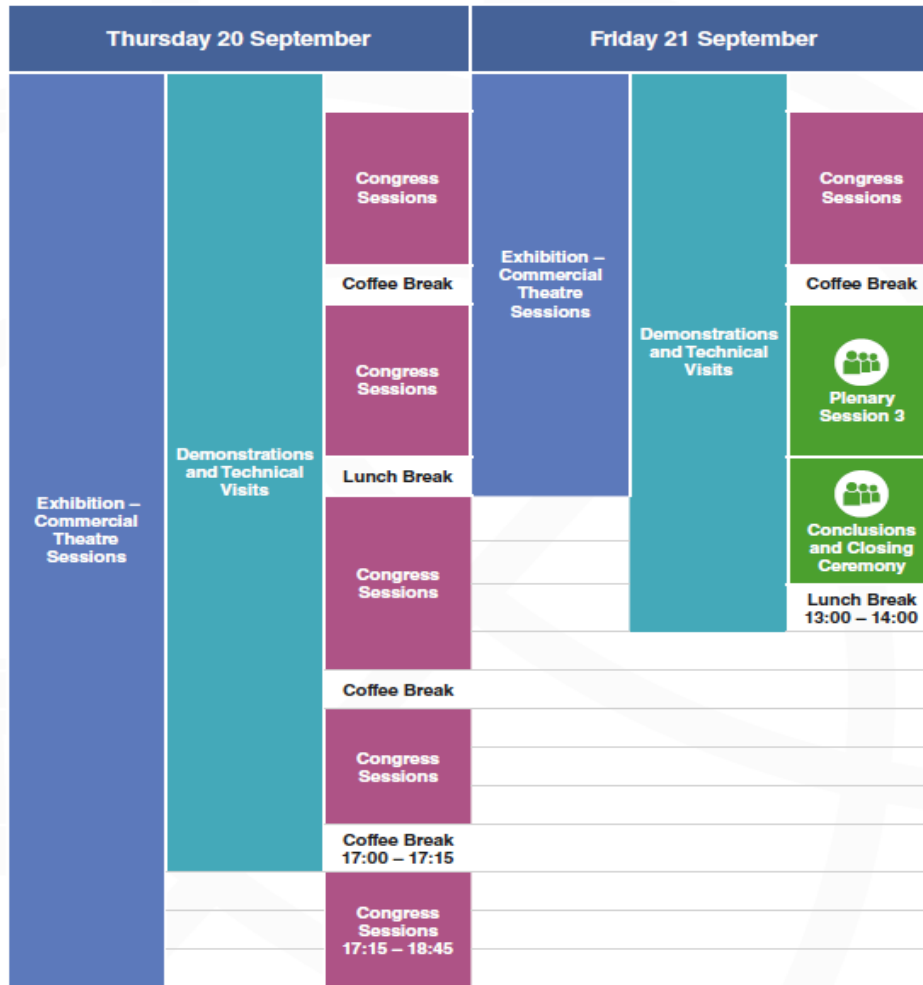 Thursday 20 September
Friday 21 September
Exhibition –
Commercial
Theatre
Sessions
Demonstrations
and Technical
Visits
Congress
Sessions
Coffee Break
Congress
Sessions
Lunch Break
Congress
Sessions
Coffee Break
Congress
Sessions
Coffee Break
17:00 – 17:15
Congress
Sessions
17:15 – 18:45
Exhibition –
Commercial
Theatre
Sessions
Demonstrations
and Technical
Visits
Congress
Sessions
Coffee Break
Plenary
Session 3
Conclusions
and Closing
Ceremony
Lunch Break
13:00 – 14:00